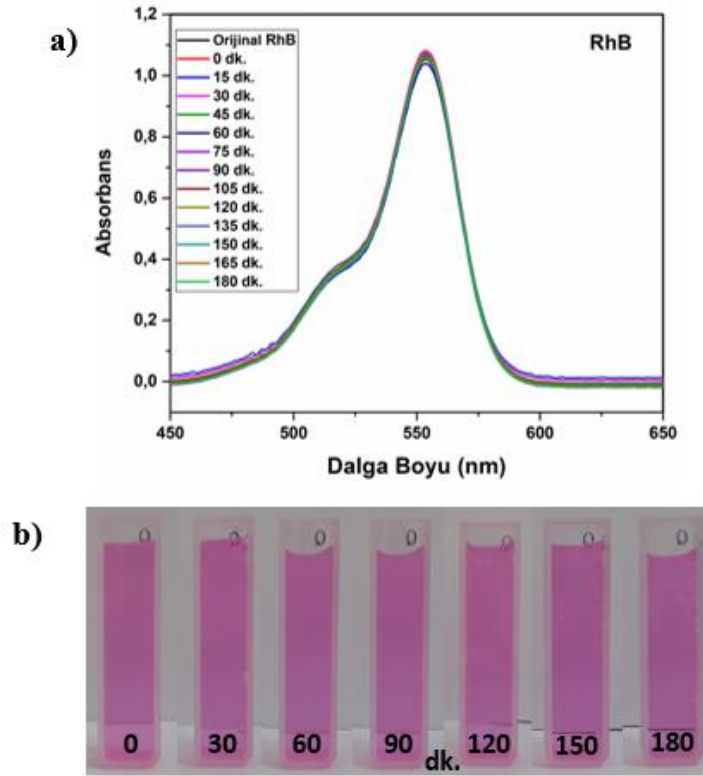 a)
1,2
1,0
0,8
0,6
0,4
0,2
0,0
Absorbans
Orijinal RhB
0 dk.
15 dk.
30 dk.
45 dk.
60 dk.
75 dk.
90 dk.
105 dk.
120 dk.
135 dk.
150 dk.
165 dk.
180 dk.
RhB
450 500 550 600 650
Dalga Boyu (nm)
b)
0 30 60 90 dk. 120 150 180